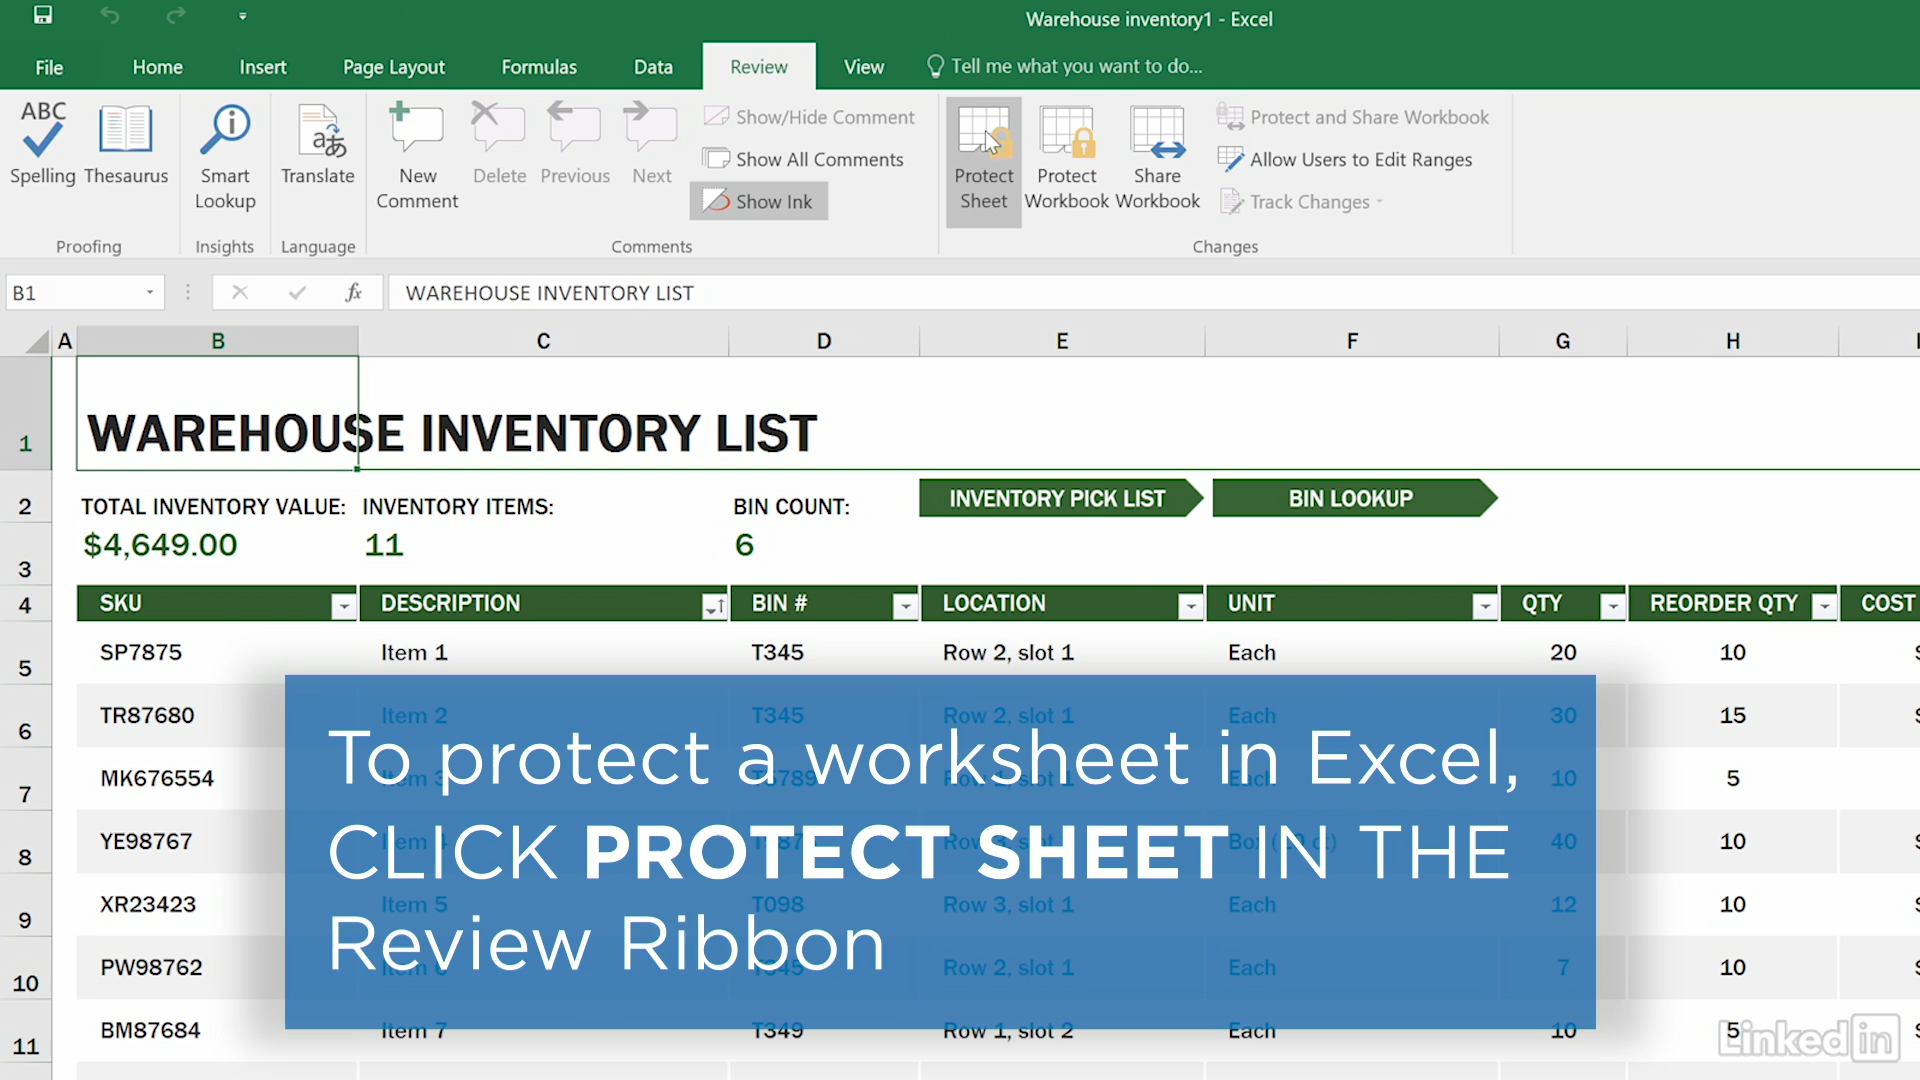 Warehouse inventory1 - Excel
File Home Insert Page Layout Formulas Data Review View Tell me what you want to do...
ABC
Spelling Thesaurus Smart Lookup Translate New Comment Delete Previous Next
Show/Hide Comment
Show All Comments
Show Ink
Protect Sheet Protect Workbook Share Workbook
Protect and Share Workbook
Allow Users to Edit Ranges
Track Changes
Proofing Insights Language Comments Changes
B1 fx WAREHOUSE INVENTORY LIST
A B C D E F G H
1 WAREHOUSE INVENTORY LIST
2 TOTAL INVENTORY VALUE: INVENTORY ITEMS: BIN COUNT: INVENTORY PICK LIST BIN LOOKUP
3 $4,649.00 11 6
4 SKU DESCRIPTION BIN # LOCATION UNIT QTY REORDER QTY COST
5 SP7875 Item 1 T345 Row 2, slot 1 Each 20 10
6 TR87680 Item 2 T345 Row 2, slot 1 Each 30 15
7 MK676554 Item 10 5
8 YE98767 40 10
9 XR23423 Item 5 T098 Row 3, slot 1 Each 12 10
10 PW98762 Row 2, slot 1 Each 7 10
11 BM87684 Item 7 T349 Row 1, slot 2 Each 10 5
To protect a worksheet in Excel,
CLICK PROTECT SHEET IN THE
Review Ribbon
Linked in